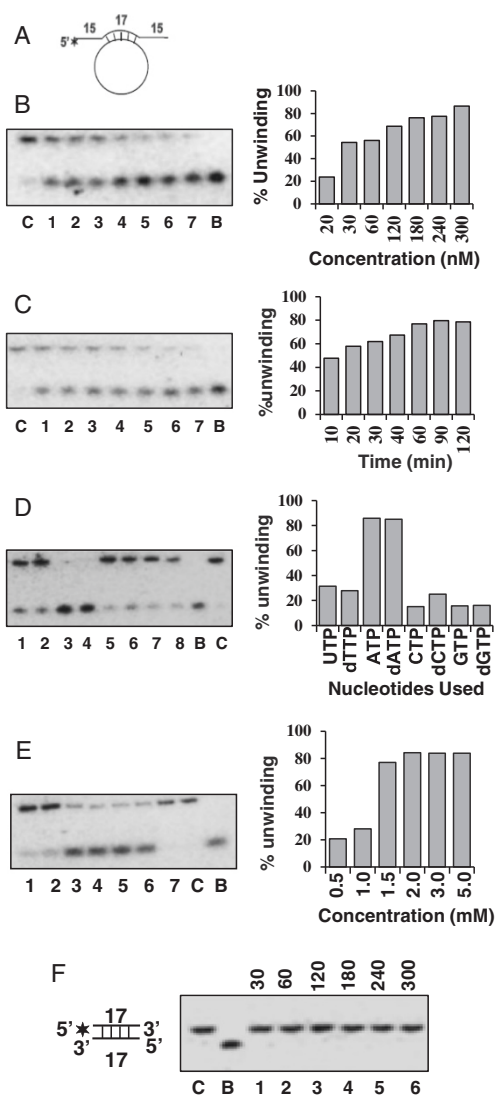 A
15 17 15
5'*
B
C 1 2 3 4 5 6 7 B
% Unwinding
100
80
60
40
20
0
20 30 60 120 180 240 300
Concentration (nM)
C
C 1 2 3 4 5 6 7 B
%unwinding
100
80
60
40
20
0
10 20 30 40 60 90 120
Time (min)
D
1 2 3 4 5 6 7 8 B C
% unwinding
100
80
60
40
20
0
UTP dTTP ATP dATP CTP dCTP GTP dGTP
Nucleotides Used
E
1 2 3 4 5 6 7 C B
% unwinding
100
80
60
40
20
0
0.5 1.0 1.5 2.0 3.0 5.0
Concentration (mM)
F
30 60 120 180 240 300
17
5' * 3'
3' 5'
17
C B 1 2 3 4 5 6